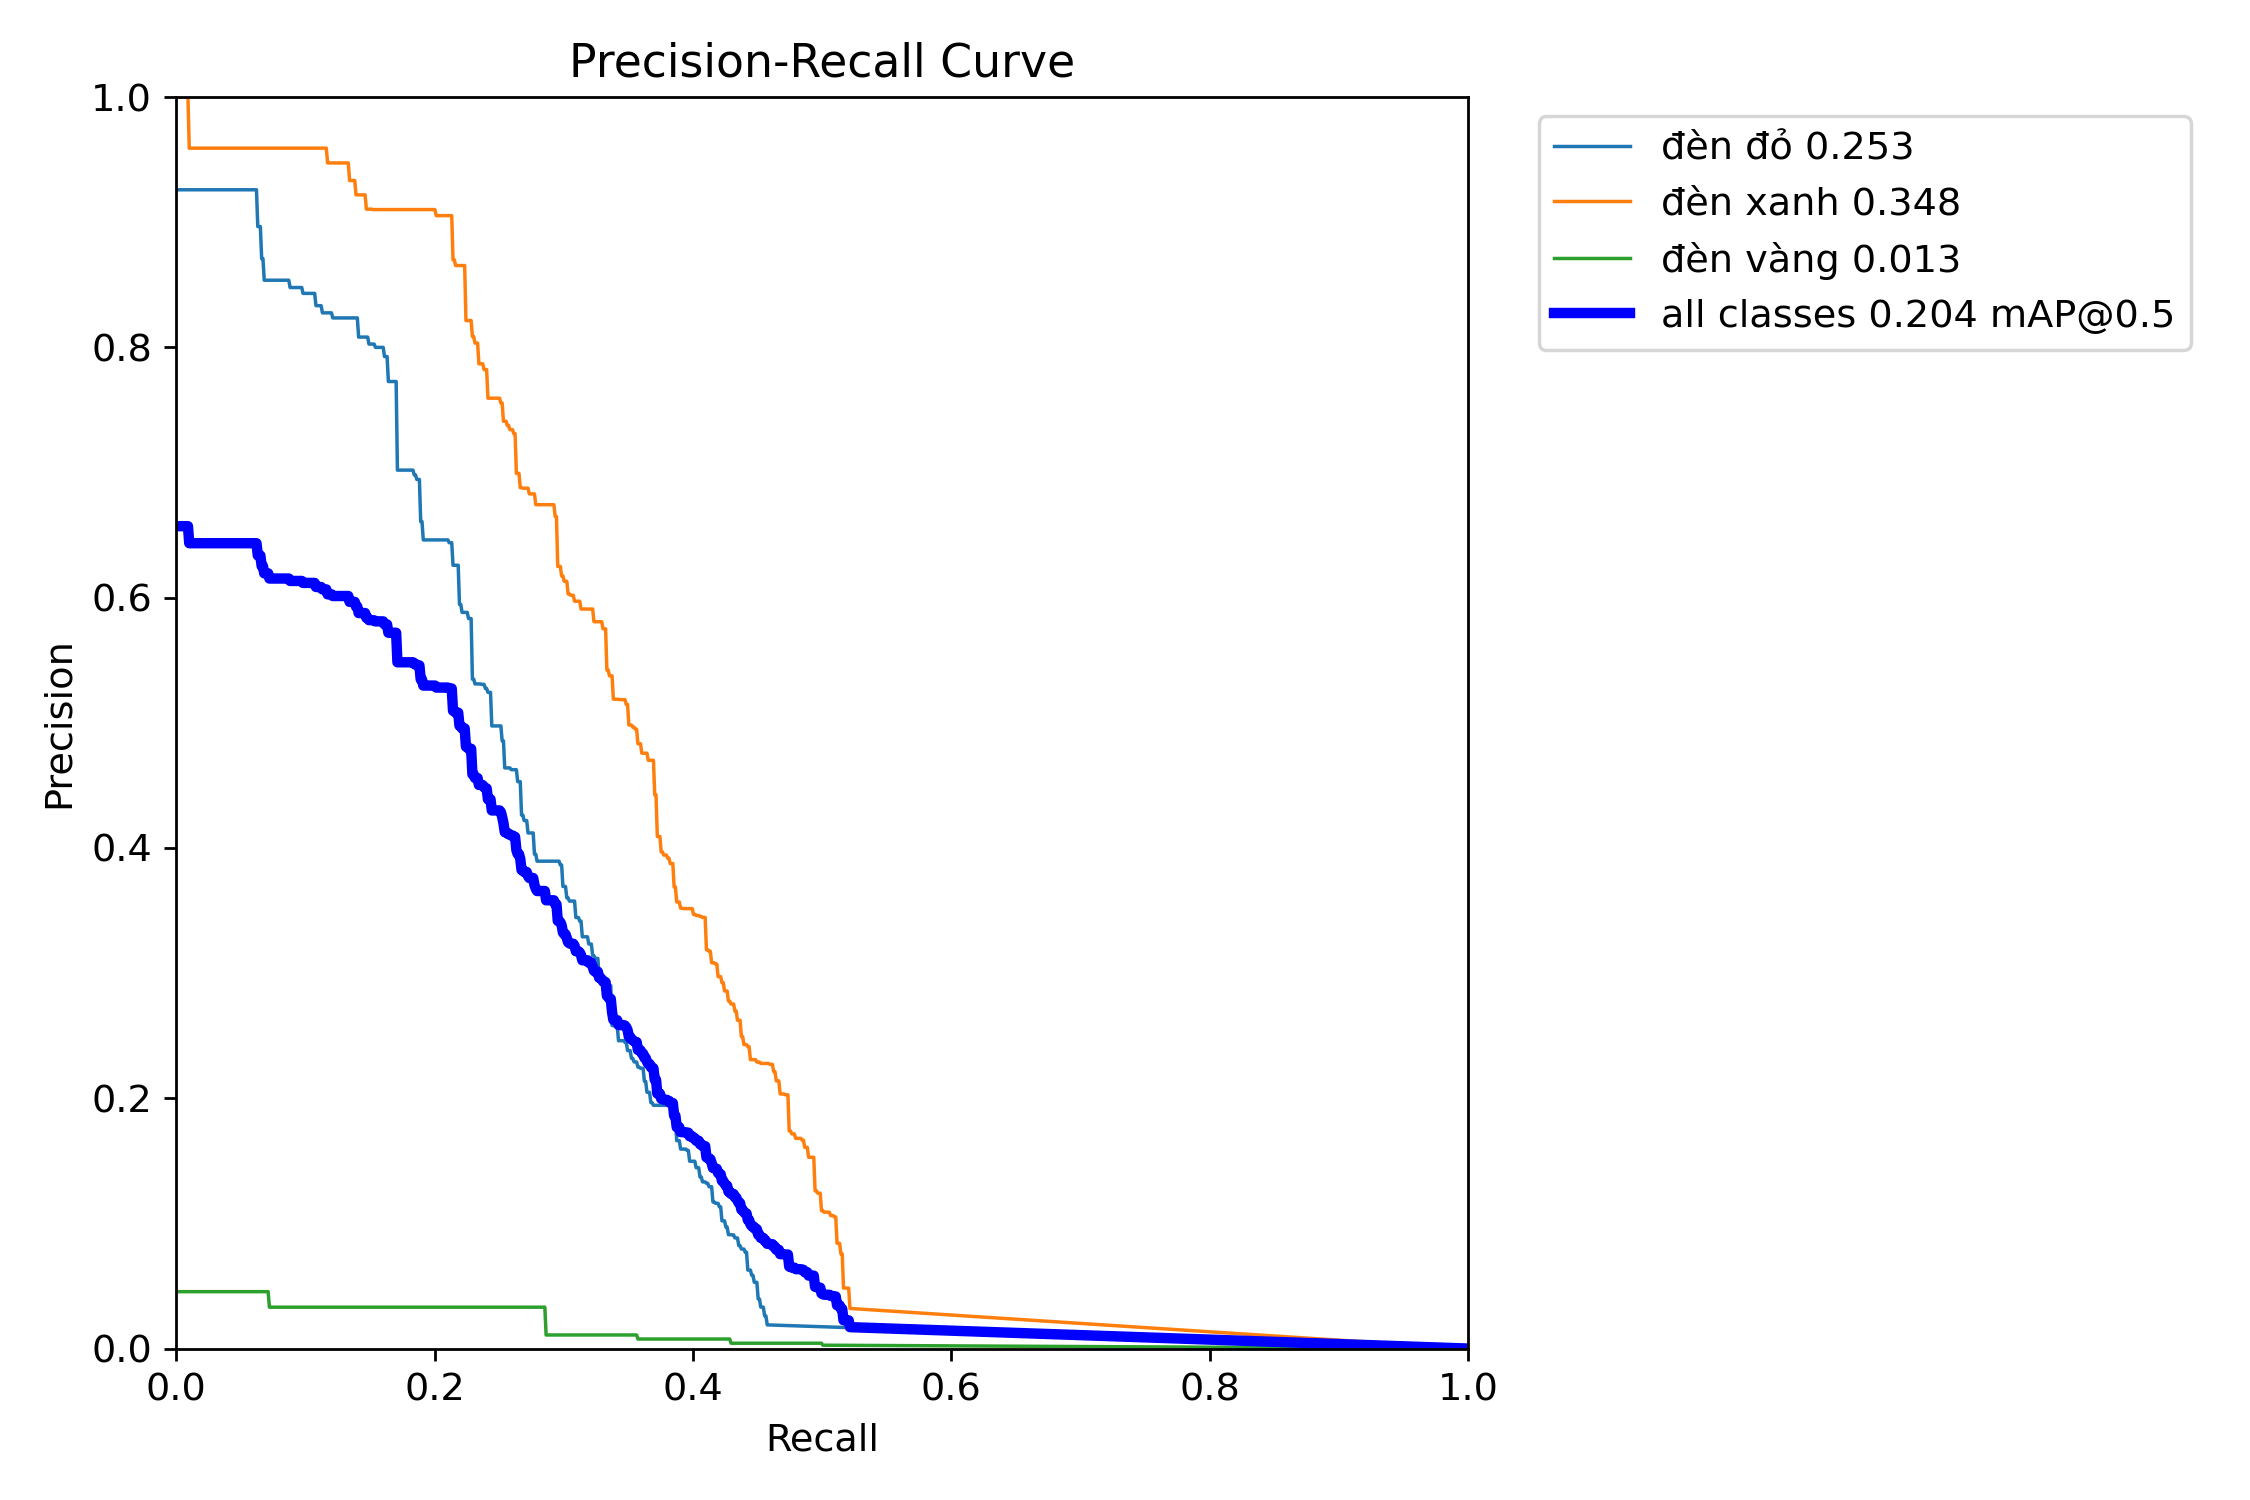 Precision-Recall Curve
1.0
0.8
0.6
0.4
0.2
0.0
Precision
0.0 0.2 0.4 0.6 0.8 1.0
Recall
đèn đỏ 0.253
đèn xanh 0.348
đèn vàng 0.013
all classes 0.204 mAP@0.5